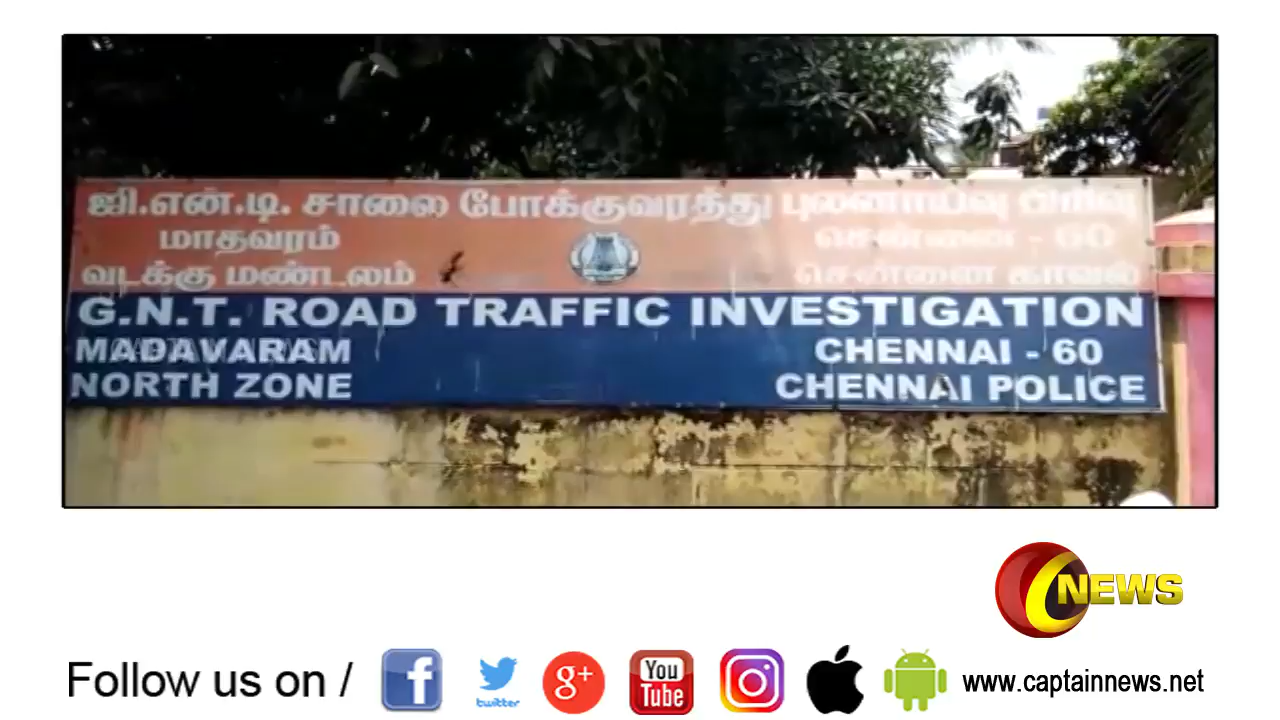 ஜி.என்.டி. சாலை போக்குவரத்து புலனாய்வு பிரிவு
மாதவரம் சென்னை - 60
வடக்கு மண்டலம் சென்னை காவல்
G.N.T. ROAD TRAFFIC INVESTIGATION
MADAVARAM CHENNAI - 60
NORTH ZONE CHENNAI POLICE
NEWS
Follow us on / f twitter g+ You Tube www.captainnews.net